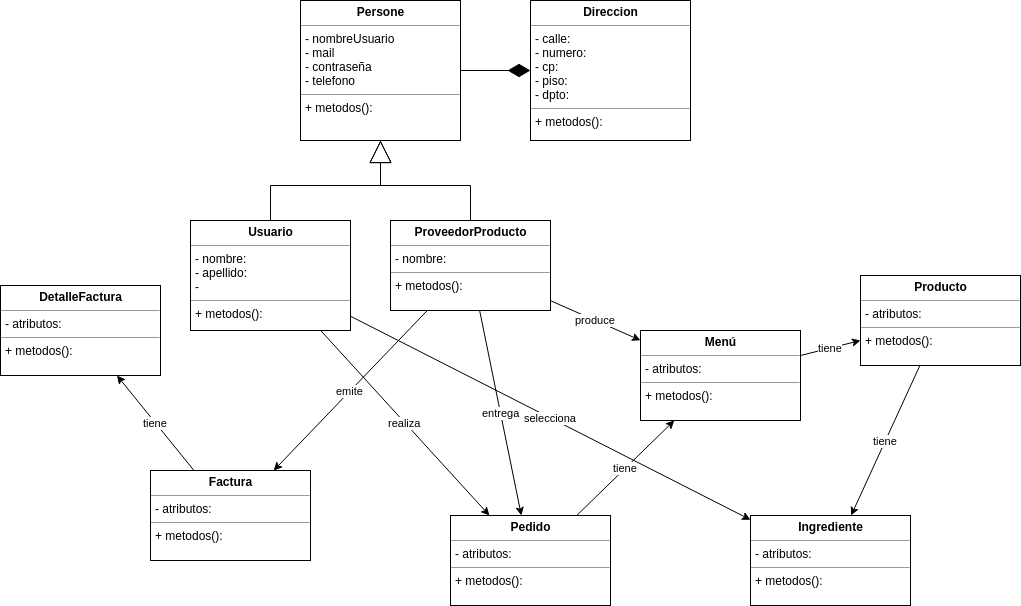 Persone
- nombreUsuario
- mail
- contraseña
- telefono
+ metodos():
Direccion
- calle:
- numero:
- cp:
- piso:
- dpto:
+ metodos():
Usuario
- nombre:
- apellido:
-
+ metodos():
ProveedorProducto
- nombre:
+ metodos():
DetalleFactura
- atributos:
+ metodos():
Producto
- atributos:
+ metodos():
produce
Menú
- atributos:
+ metodos():
tiene
emite
entrega
selecciona
realiza
tiene
tiene
tiene
Factura
- atributos:
+ metodos():
Pedido
- atributos:
+ metodos():
Ingrediente
- atributos:
+ metodos():